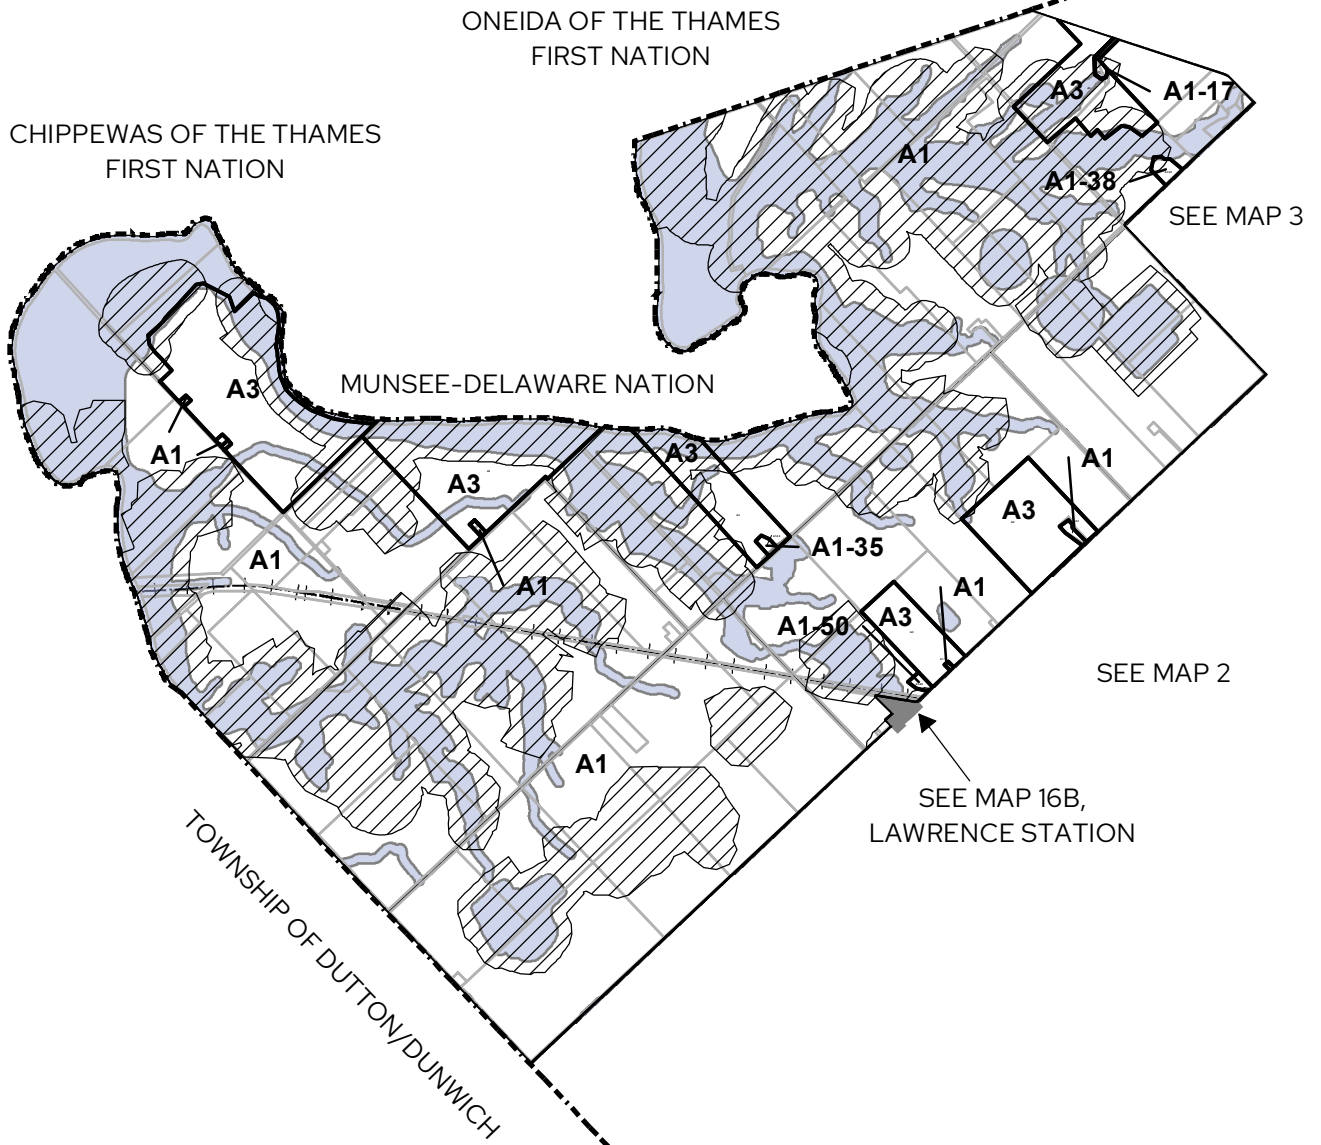 ONEIDA OF THE THAMES
FIRST NATION
CHIPPEWAS OF THE THAMES
FIRST NATION
A3
A1-17
A1
A1-38
SEE MAP 3
MUNSEE-DELAWARE NATION
A3
A1
A3
A3
A1
A3
A1-35
A1
A1
A1
A3
A1-50
SEE MAP 2
A1
SEE MAP 16B,
LAWRENCE STATION
TOWNSHIP OF DUTTON/DUNWICH